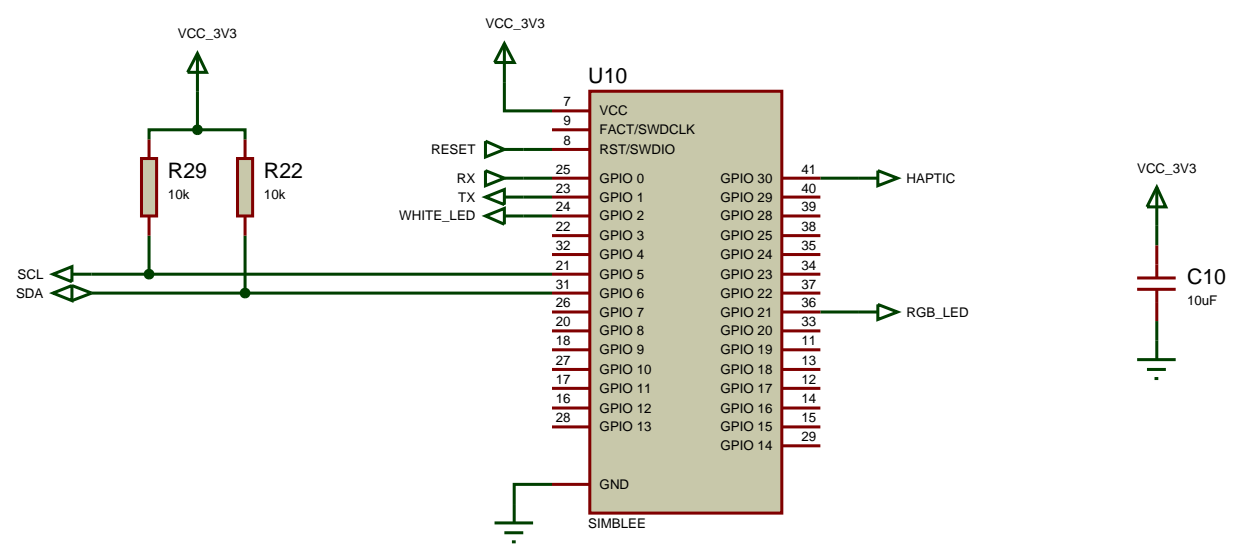 VCC_3V3
VCC_3V3
U10
7 VCC
9 FACT/SWDCLK
RESET 8 RST/SWDIO
RX 25 GPIO 0 GPIO 30 41 HAPTIC
TX 23 GPIO 1 GPIO 29 40
WHITE_LED 24 GPIO 2 GPIO 28 39
22 GPIO 3 GPIO 25 38
32 GPIO 4 GPIO 24 35
SCL 21 GPIO 5 GPIO 23 34
SDA 31 GPIO 6 GPIO 22 37
26 GPIO 7 GPIO 21 36 RGB_LED
20 GPIO 8 GPIO 20 33
18 GPIO 9 GPIO 19 11
27 GPIO 10 GPIO 18 13
17 GPIO 11 GPIO 17 12
16 GPIO 12 GPIO 16 14
28 GPIO 13 GPIO 15 15
GPIO 14 29
GND
SIMBLEE
R29
10k
R22
10k
VCC_3V3
C10
10uF